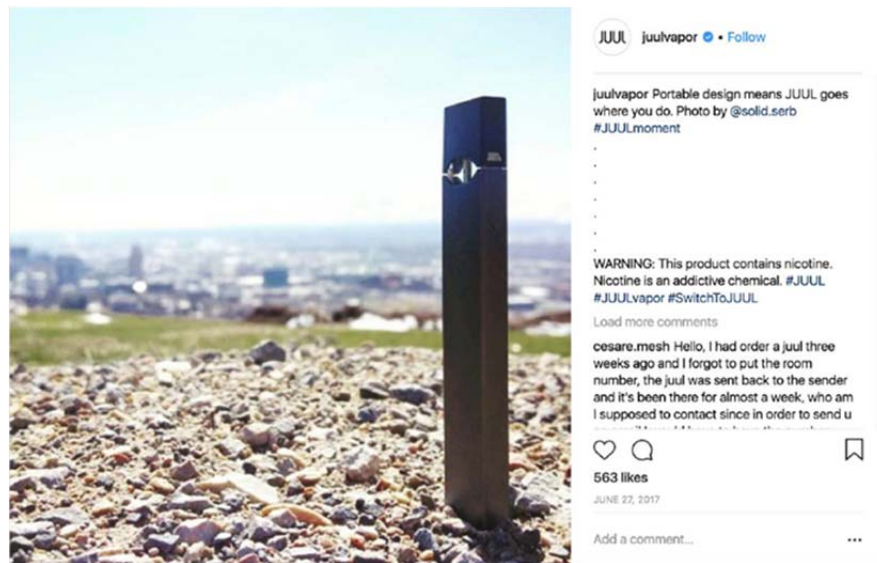 JUUL juulvapor • Follow
juulvapor Portable design means JUUL goes
where you do. Photo by @solid.serb
#JUULmoment
.
.
.
.
.
.
.
WARNING: This product contains nicotine.
Nicotine is an addictive chemical. #JUUL
#JUULvapor #SwitchToJUUL
Load more comments
cesare.mesh Hello, I had order a juul three
weeks ago and I forgot to put the room
number, the juul was sent back to the sender
and it's been there for almost a week, who am
I supposed to contact since in order to send u
563 likes
JUNE 27, 2017
Add a comment...